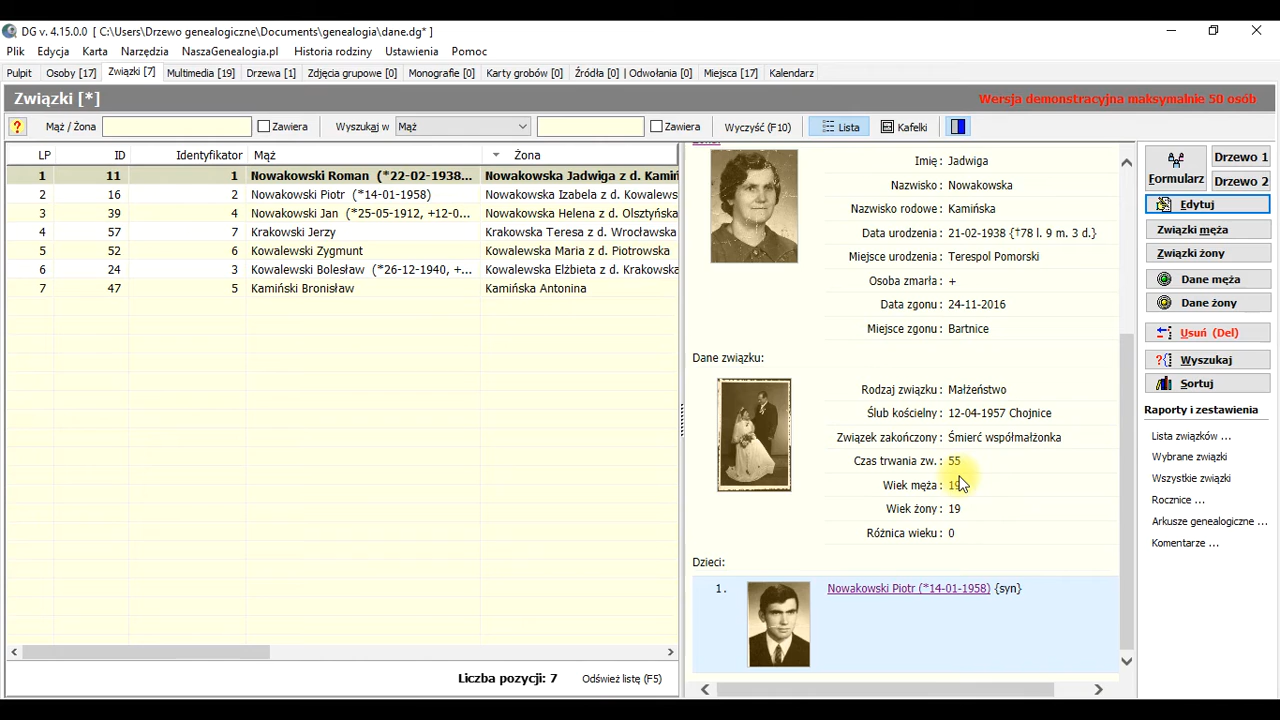 DG v. 4.15.0.0 [ C:\Users\Drzewo genealogiczne\Documents\genealogia\dane.dg* ]
Plik Edycja Karta Narzędzia NaszaGenealogia.pl Historia rodziny Ustawienia Pomoc
Pulpit Osoby [17] Związki [7] Multimedia [19] Drzewa [1] Zdjęcia grupowe [0] Monografie [0] Karty grobów [0] Źródła [0] | Odwołania [0] Miejsca [17] Kalendarz
Związki [*] Wersja demonstracyjna maksymalnie 50 osób
? Mąż / Żona Zawiera Wyszukaj w Mąż Zawiera Wyczyść (F10) Lista Kafelki
LP ID Identyfikator Mąż Żona
1 11 1 Nowakowski Roman (*22-02-1938... Nowakowska Jadwiga z d. Kamiń
2 16 2 Nowakowski Piotr (*14-01-1958) Nowakowska Izabela z d. Kowalews
3 39 4 Nowakowski Jan (*25-05-1912, +12-0... Nowakowska Helena z d. Olsztyńska
4 57 7 Krakowski Jerzy Krakowska Teresa z d. Wrocławska
5 52 6 Kowalewski Zygmunt Kowalewska Maria z d. Piotrowska
6 24 3 Kowalewski Bolesław (*26-12-1940, +... Kowalewska Elżbieta z d. Krakowska
7 47 5 Kamiński Bronisław Kamińska Antonina
Liczba pozycji: 7 Odśwież listę (F5)
Imię : Jadwiga
Nazwisko : Nowakowska
Nazwisko rodowe : Kamińska
Data urodzenia : 21-02-1938 {†78 l. 9 m. 3 d.}
Miejsce urodzenia : Terespol Pomorski
Osoba zmarła : +
Data zgonu : 24-11-2016
Miejsce zgonu : Bartnice
Dane związku:
Rodzaj związku : Małżeństwo
Ślub kościelny : 12-04-1957 Chojnice
Związek zakończony : Śmierć współmałżonka
Czas trwania zw. : 55
Wiek męża : 19
Wiek żony : 19
Różnica wieku : 0
Dzieci:
1. Nowakowski Piotr (*14-01-1958) {syn}
Formularz
Drzewo 1
Drzewo 2
Edytuj
Związki męża
Związki żony
Dane męża
Dane żony
Usuń (Del)
Wyszukaj
Sortuj
Raporty i zestawienia
Lista związków ...
Wybrane związki
Wszystkie związki
Rocznice ...
Arkusze genealogiczne ...
Komentarze ...